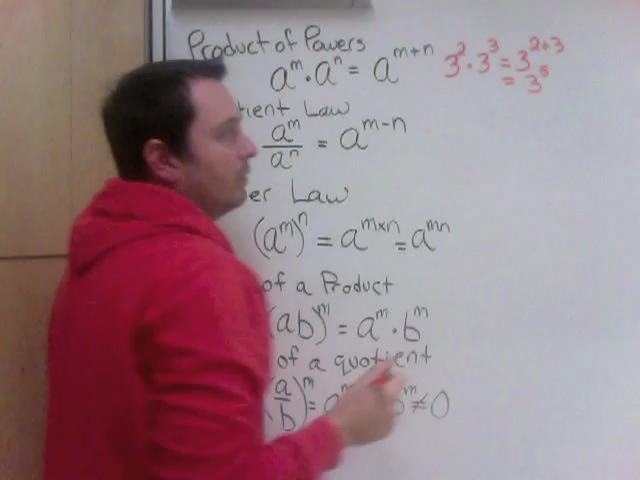 Product of Powers
a^m · a^n = a^{m+n} 3^2 · 3^3 = 3^{2+3}
= 3^5
ient Law
a^m / a^n = a^{m-n}
er Law
(a^m)^n = a^{m×n} = a^{mn}
of a Product
(ab)^m = a^m · b^m
of a quotient
(a/b)^m = a b^m ≠ 0